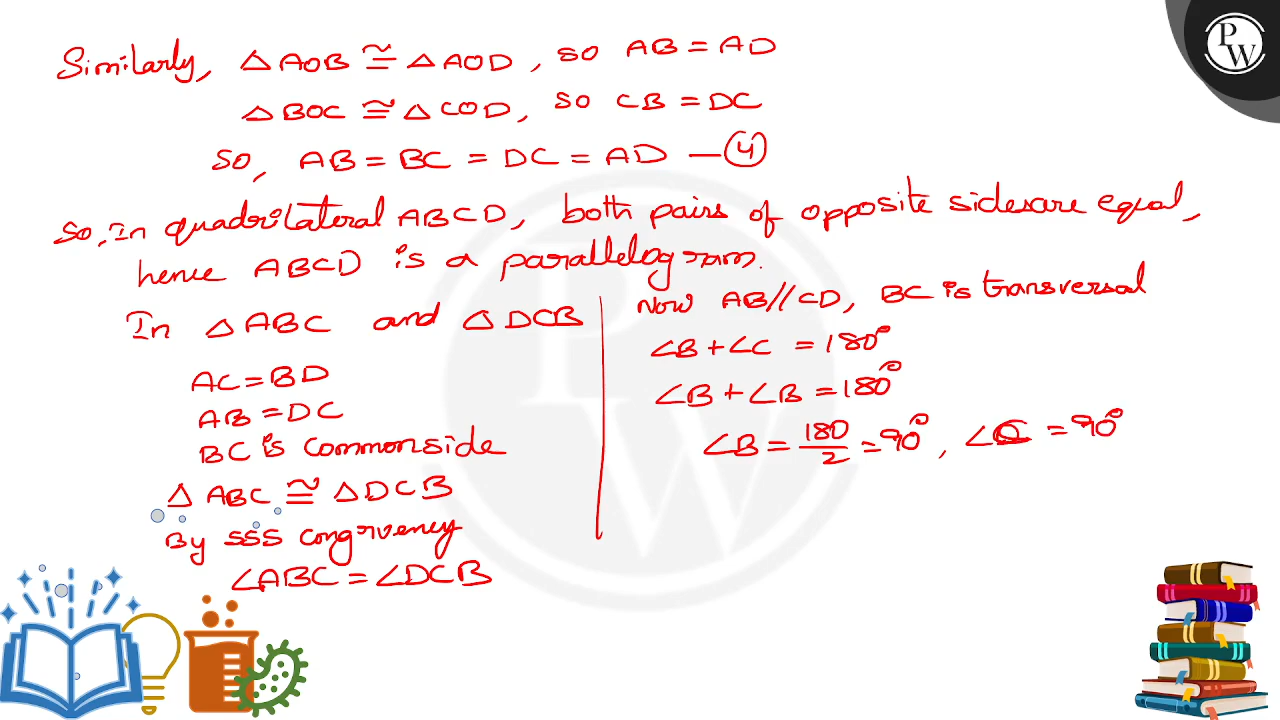 Similarly, △AOB ≅ △AOD, so AB = AD
△BOC ≅ △COD, so CB = DC
So, AB = BC = DC = AD — ④
So, In quadrilateral ABCD, both pairs of opposite sides are equal,
hence ABCD is a parallelogram.
In △ABC and △DCB
AC = BD
AB = DC
BC is common side
△ABC ≅ △DCB
By SSS congruency
∠ABC = ∠DCB
Now AB//CD, BC is transversal
∠B + ∠C = 180°
∠B + ∠B = 180°
∠B = 180/2 = 90°, ∠C = 90°
PW